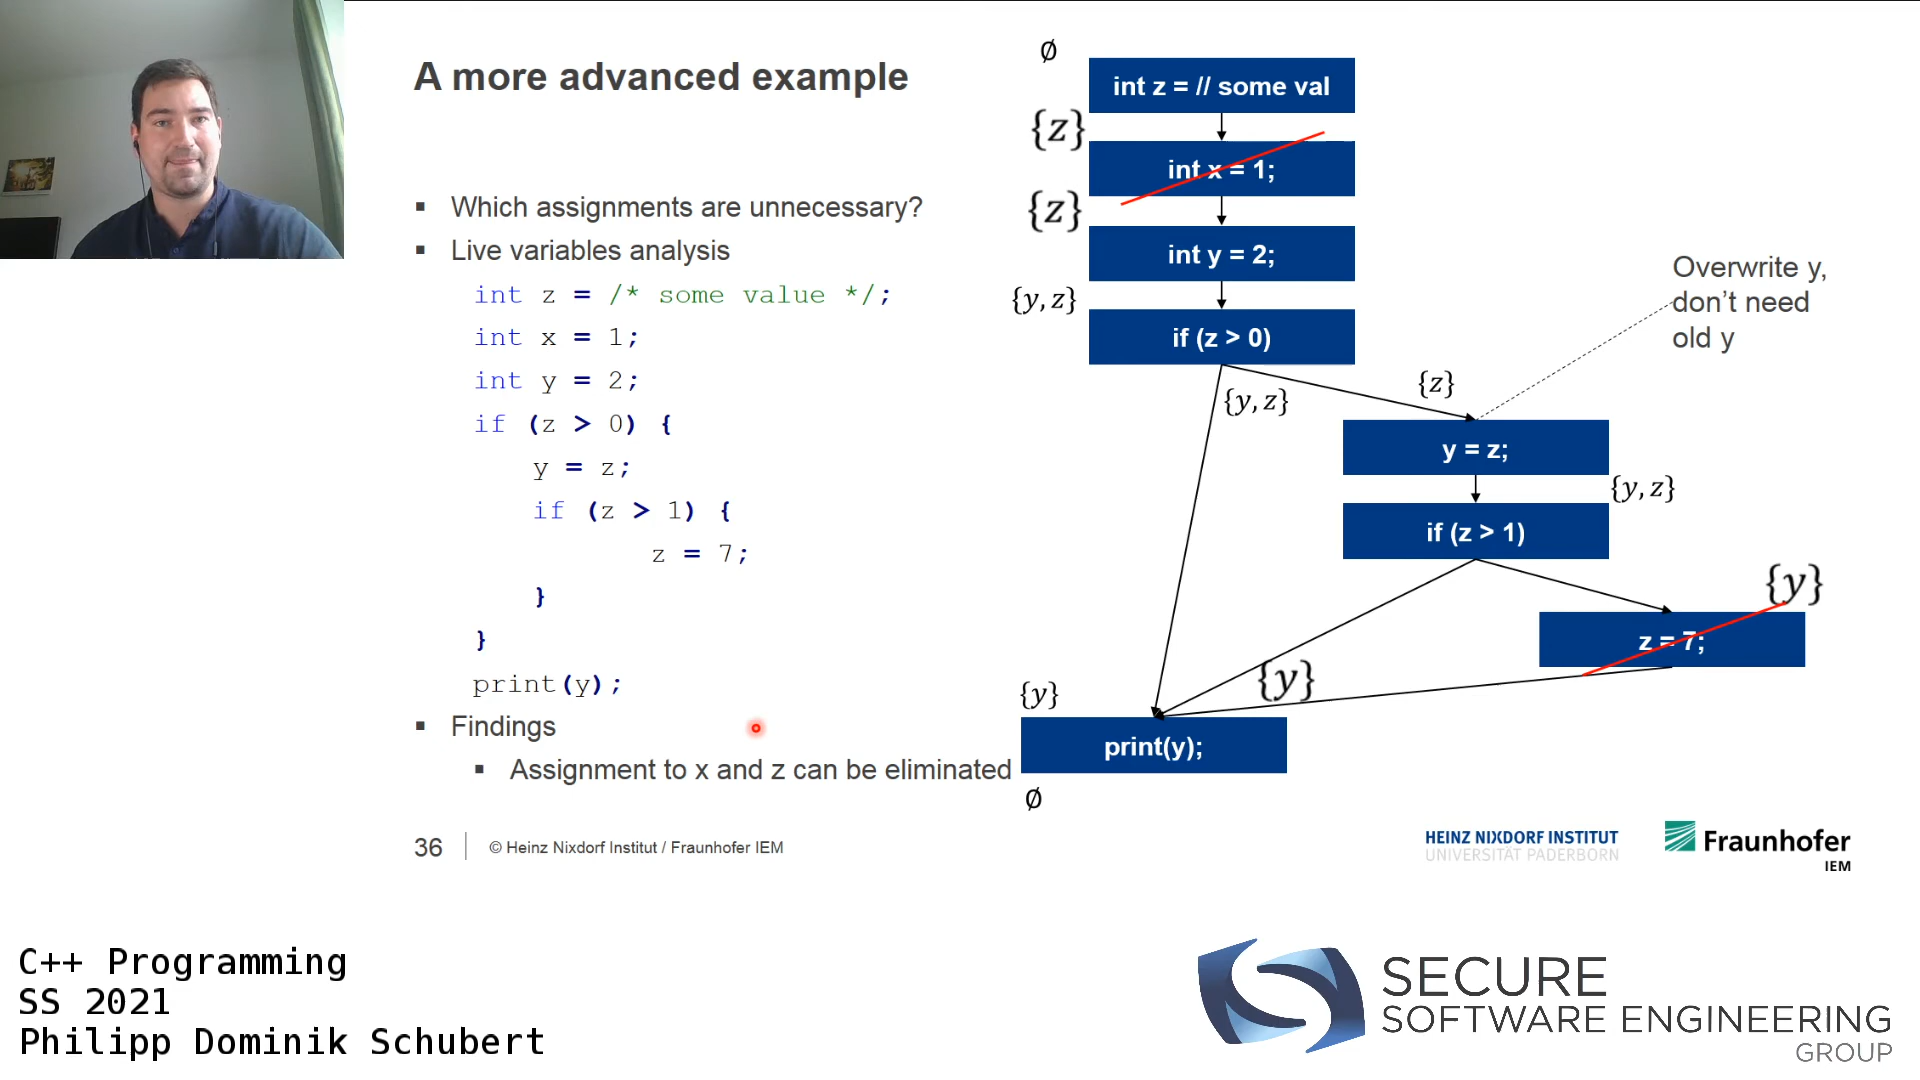 A more advanced example
▪ Which assignments are unnecessary?
▪ Live variables analysis
int z = /* some value */;
int x = 1;
int y = 2;
if (z > 0) {
y = z;
if (z > 1) {
z = 7;
}
}
print(y);
▪ Findings
▪ Assignment to x and z can be eliminated
∅
int z = // some val
{z}
int x = 1;
{z}
int y = 2;
{y, z}
if (z > 0)
{y, z}
{z}
Overwrite y,
don't need
old y
y = z;
{y, z}
if (z > 1)
{y}
z = 7;
{y}
{y}
print(y);
∅
36
© Heinz Nixdorf Institut / Fraunhofer IEM
HEINZ NIXDORF INSTITUT
UNIVERSITÄT PADERBORN
Fraunhofer
IEM
C++ Programming
SS 2021
Philipp Dominik Schubert
SECURE
SOFTWARE ENGINEERING
GROUP